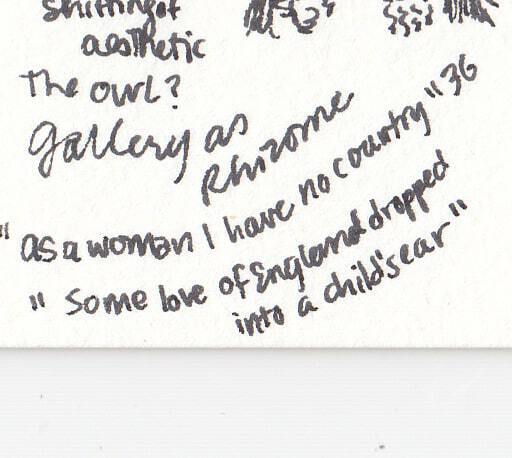 shifting of
aesthetic
The owl?
gallery as
Rhizome
"as a woman I have no country" 36
"Some love of England dropped
into a child's ear"